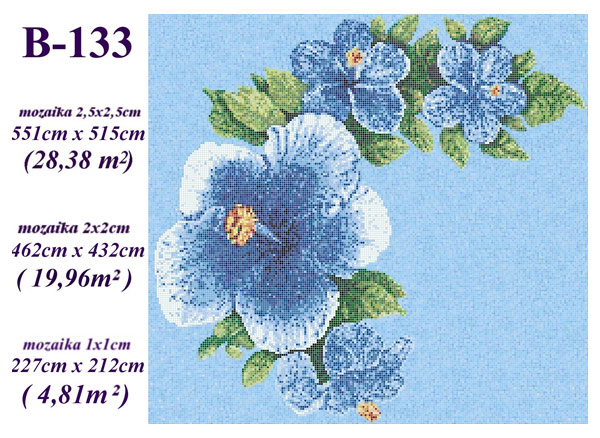 B-133
mozaika 2,5x2,5cm
551cm x 515cm
(28,38 m²)
mozaika 2x2cm
462cm x 432cm
( 19,96m² )
mozaika 1x1cm
227cm x 212cm
( 4,81m² )